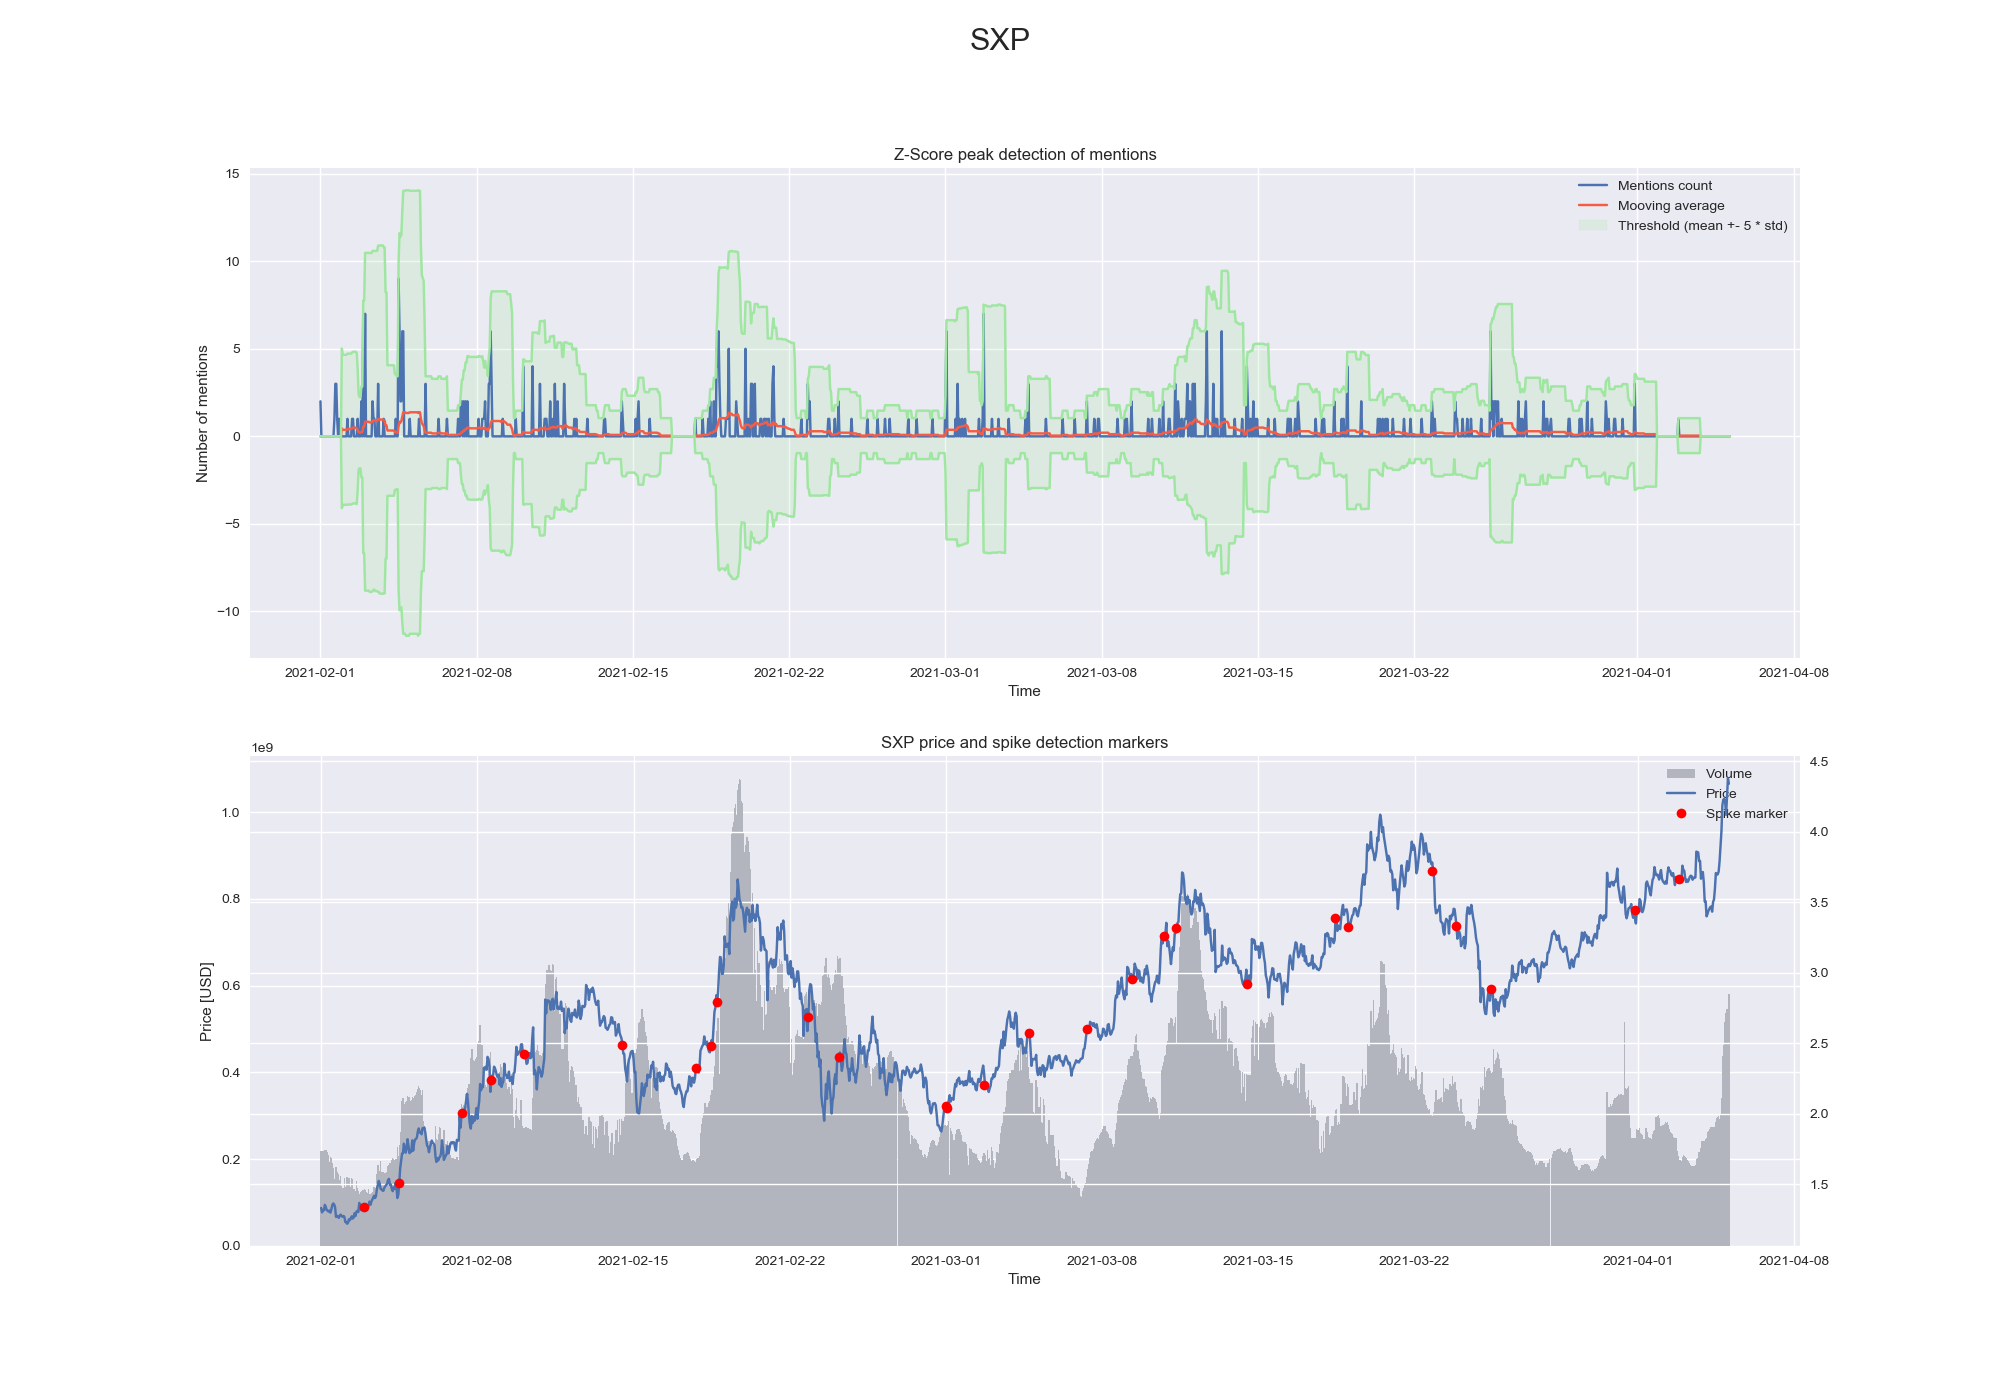 SXP
Z-Score peak detection of mentions
15
10
5
0
−5
−10
Number of mentions
Mentions count
Mooving average
Threshold (mean +- 5 * std)
2021-02-01 2021-02-08 2021-02-15 2021-02-22 2021-03-01 2021-03-08 2021-03-15 2021-03-22 2021-04-01 2021-04-08
Time
SXP price and spike detection markers
1e9
1.0
0.8
0.6
0.4
0.2
0.0
Price [USD]
Volume
Price
Spike marker
4.5
4.0
3.5
3.0
2.5
2.0
1.5
2021-02-01 2021-02-08 2021-02-15 2021-02-22 2021-03-01 2021-03-08 2021-03-15 2021-03-22 2021-04-01 2021-04-08
Time